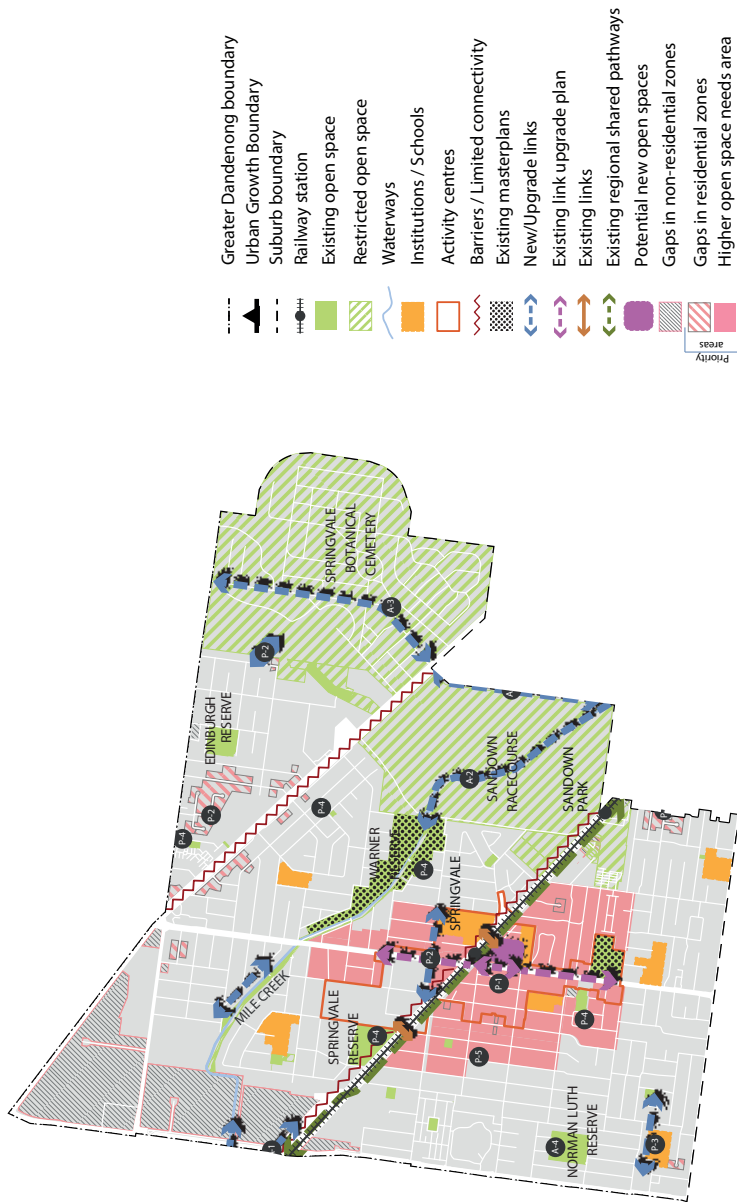 Greater Dandenong boundary
Urban Growth Boundary
Suburb boundary
Railway station
Existing open space
Restricted open space
Waterways
Institutions / Schools
Activity centres
Barriers / Limited connectivity
Existing masterplans
New/Upgrade links
Existing link upgrade plan
Existing links
Existing regional shared pathways
Potential new open spaces
Gaps in non-residential zones
Gaps in residential zones
Higher open space needs area
Priority
areas
SPRINGVALE
BOTANICAL
CEMETERY
A-3
P-2
EDINBURGH
RESERVE
P-2
P-4
P-4
SANDOWN
RACECOURSE
A-2
SANDOWN
PARK
WARNER
RESERVE
P-4
SPRINGVALE
P-2
MILE CREEK
P-1
SPRINGVALE
RESERVE
P-4
P-4
P-5
NORMAN LUTH
RESERVE
A-4
P-3